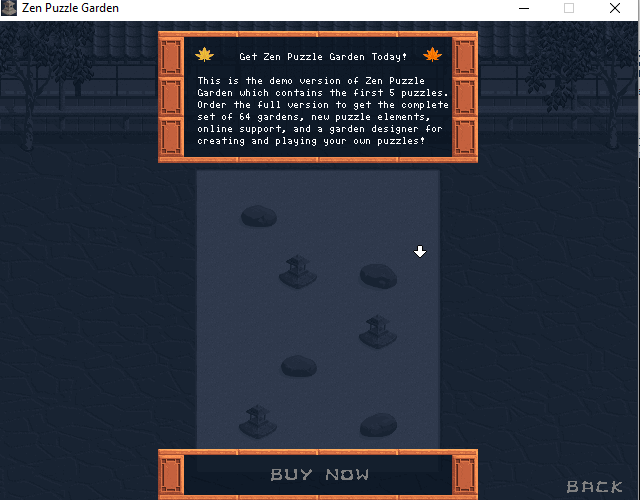 Zen Puzzle Garden
Get Zen Puzzle Garden Today!
This is the demo version of Zen Puzzle
Garden which contains the first 5 puzzles.
Order the full version to get the complete
set of 64 gardens, new puzzle elements,
online support, and a garden designer for
creating and playing your own puzzles!
BUY NOW
BACK